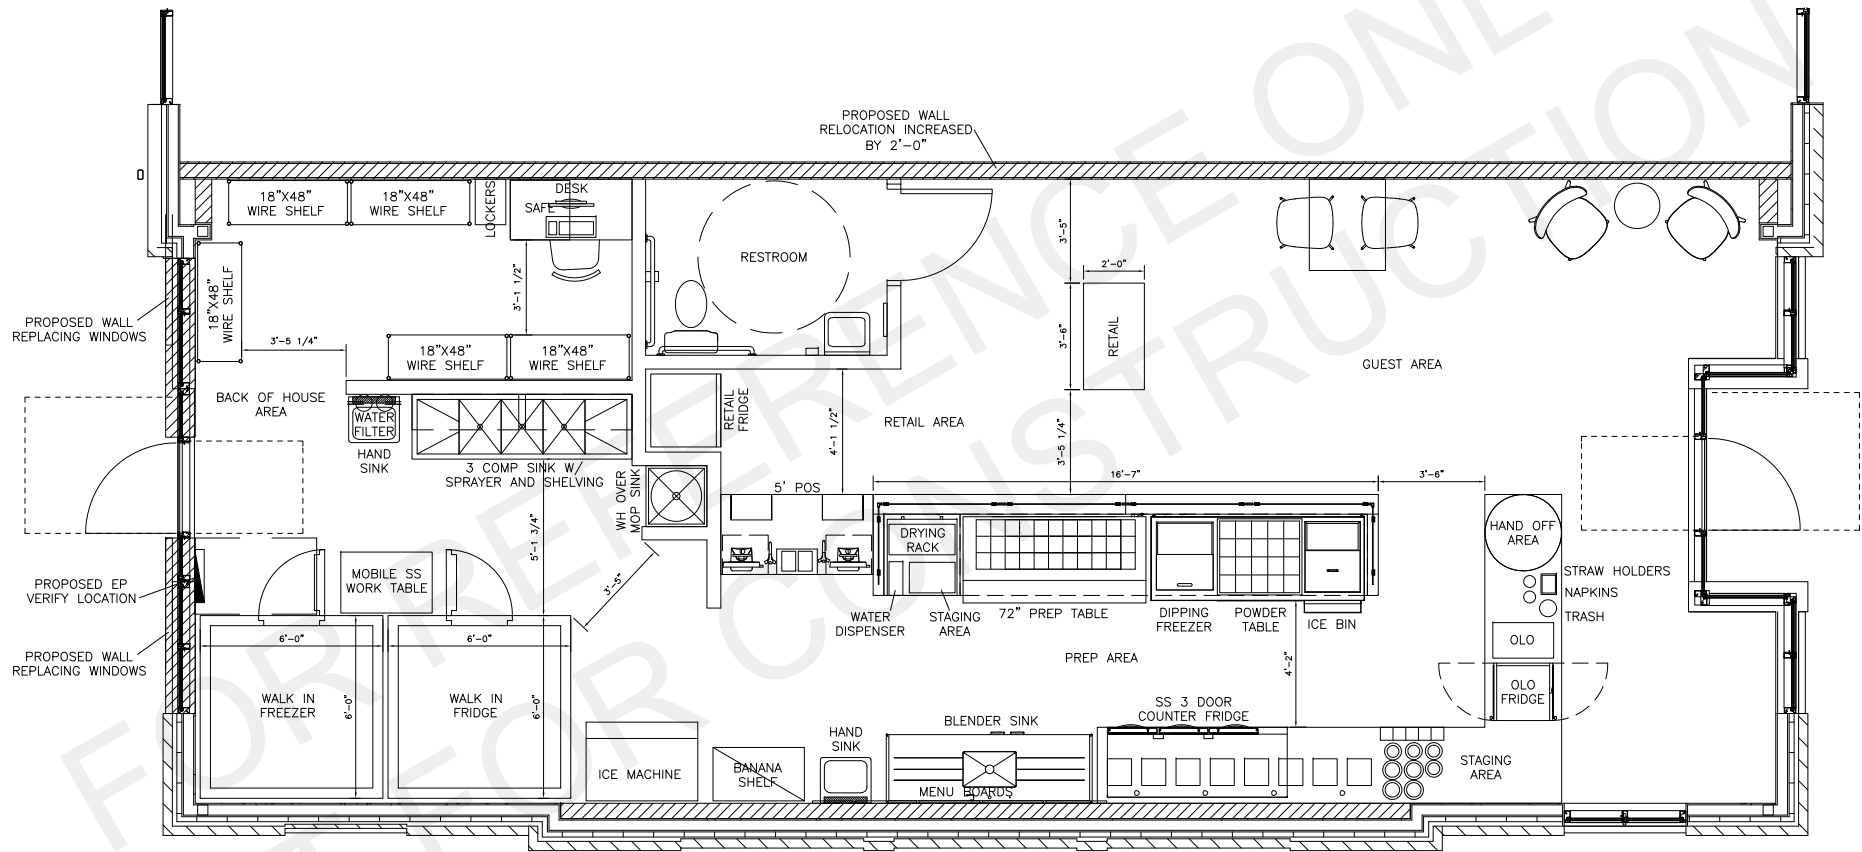 PROPOSED WALL
RELOCATION INCREASED
BY 2'-0"
18"X48"
WIRE SHELF
18"X48"
WIRE SHELF
LOCKERS
DESK
SAFE
18"X48"
WIRE SHELF
3'-1 1/2"
RESTROOM
3'-5"
2'-0"
3'-6"
RETAIL
GUEST AREA
PROPOSED WALL
REPLACING WINDOWS
3'-5 1/4"
18"X48"
WIRE SHELF
18"X48"
WIRE SHELF
BACK OF HOUSE
AREA
WATER
FILTER
HAND
SINK
3 COMP SINK W/
SPRAYER AND SHELVING
RETAIL
FRIDGE
4'-1 1/2"
RETAIL AREA
3'-5 1/4"
16'-7"
3'-6"
WH OVER
MOP SINK
5' POS
DRYING
RACK
HAND OFF
AREA
5'-1 3/4"
3'-5"
PROPOSED EP
VERIFY LOCATION
MOBILE SS
WORK TABLE
STRAW HOLDERS
NAPKINS
TRASH
WATER
DISPENSER
STAGING
AREA
72" PREP TABLE
DIPPING
FREEZER
POWDER
TABLE
ICE BIN
6'-0"
6'-0"
OLO
PROPOSED WALL
REPLACING WINDOWS
PREP AREA
4'-2"
WALK IN
FREEZER
6'-0"
WALK IN
FRIDGE
6'-0"
OLO
FRIDGE
SS 3 DOOR
COUNTER FRIDGE
BLENDER SINK
HAND
SINK
ICE MACHINE
BANANA
SHELF
MENU BOARDS
STAGING
AREA
FOR REFERENCE ONL
T FOR CONSTRUCTION